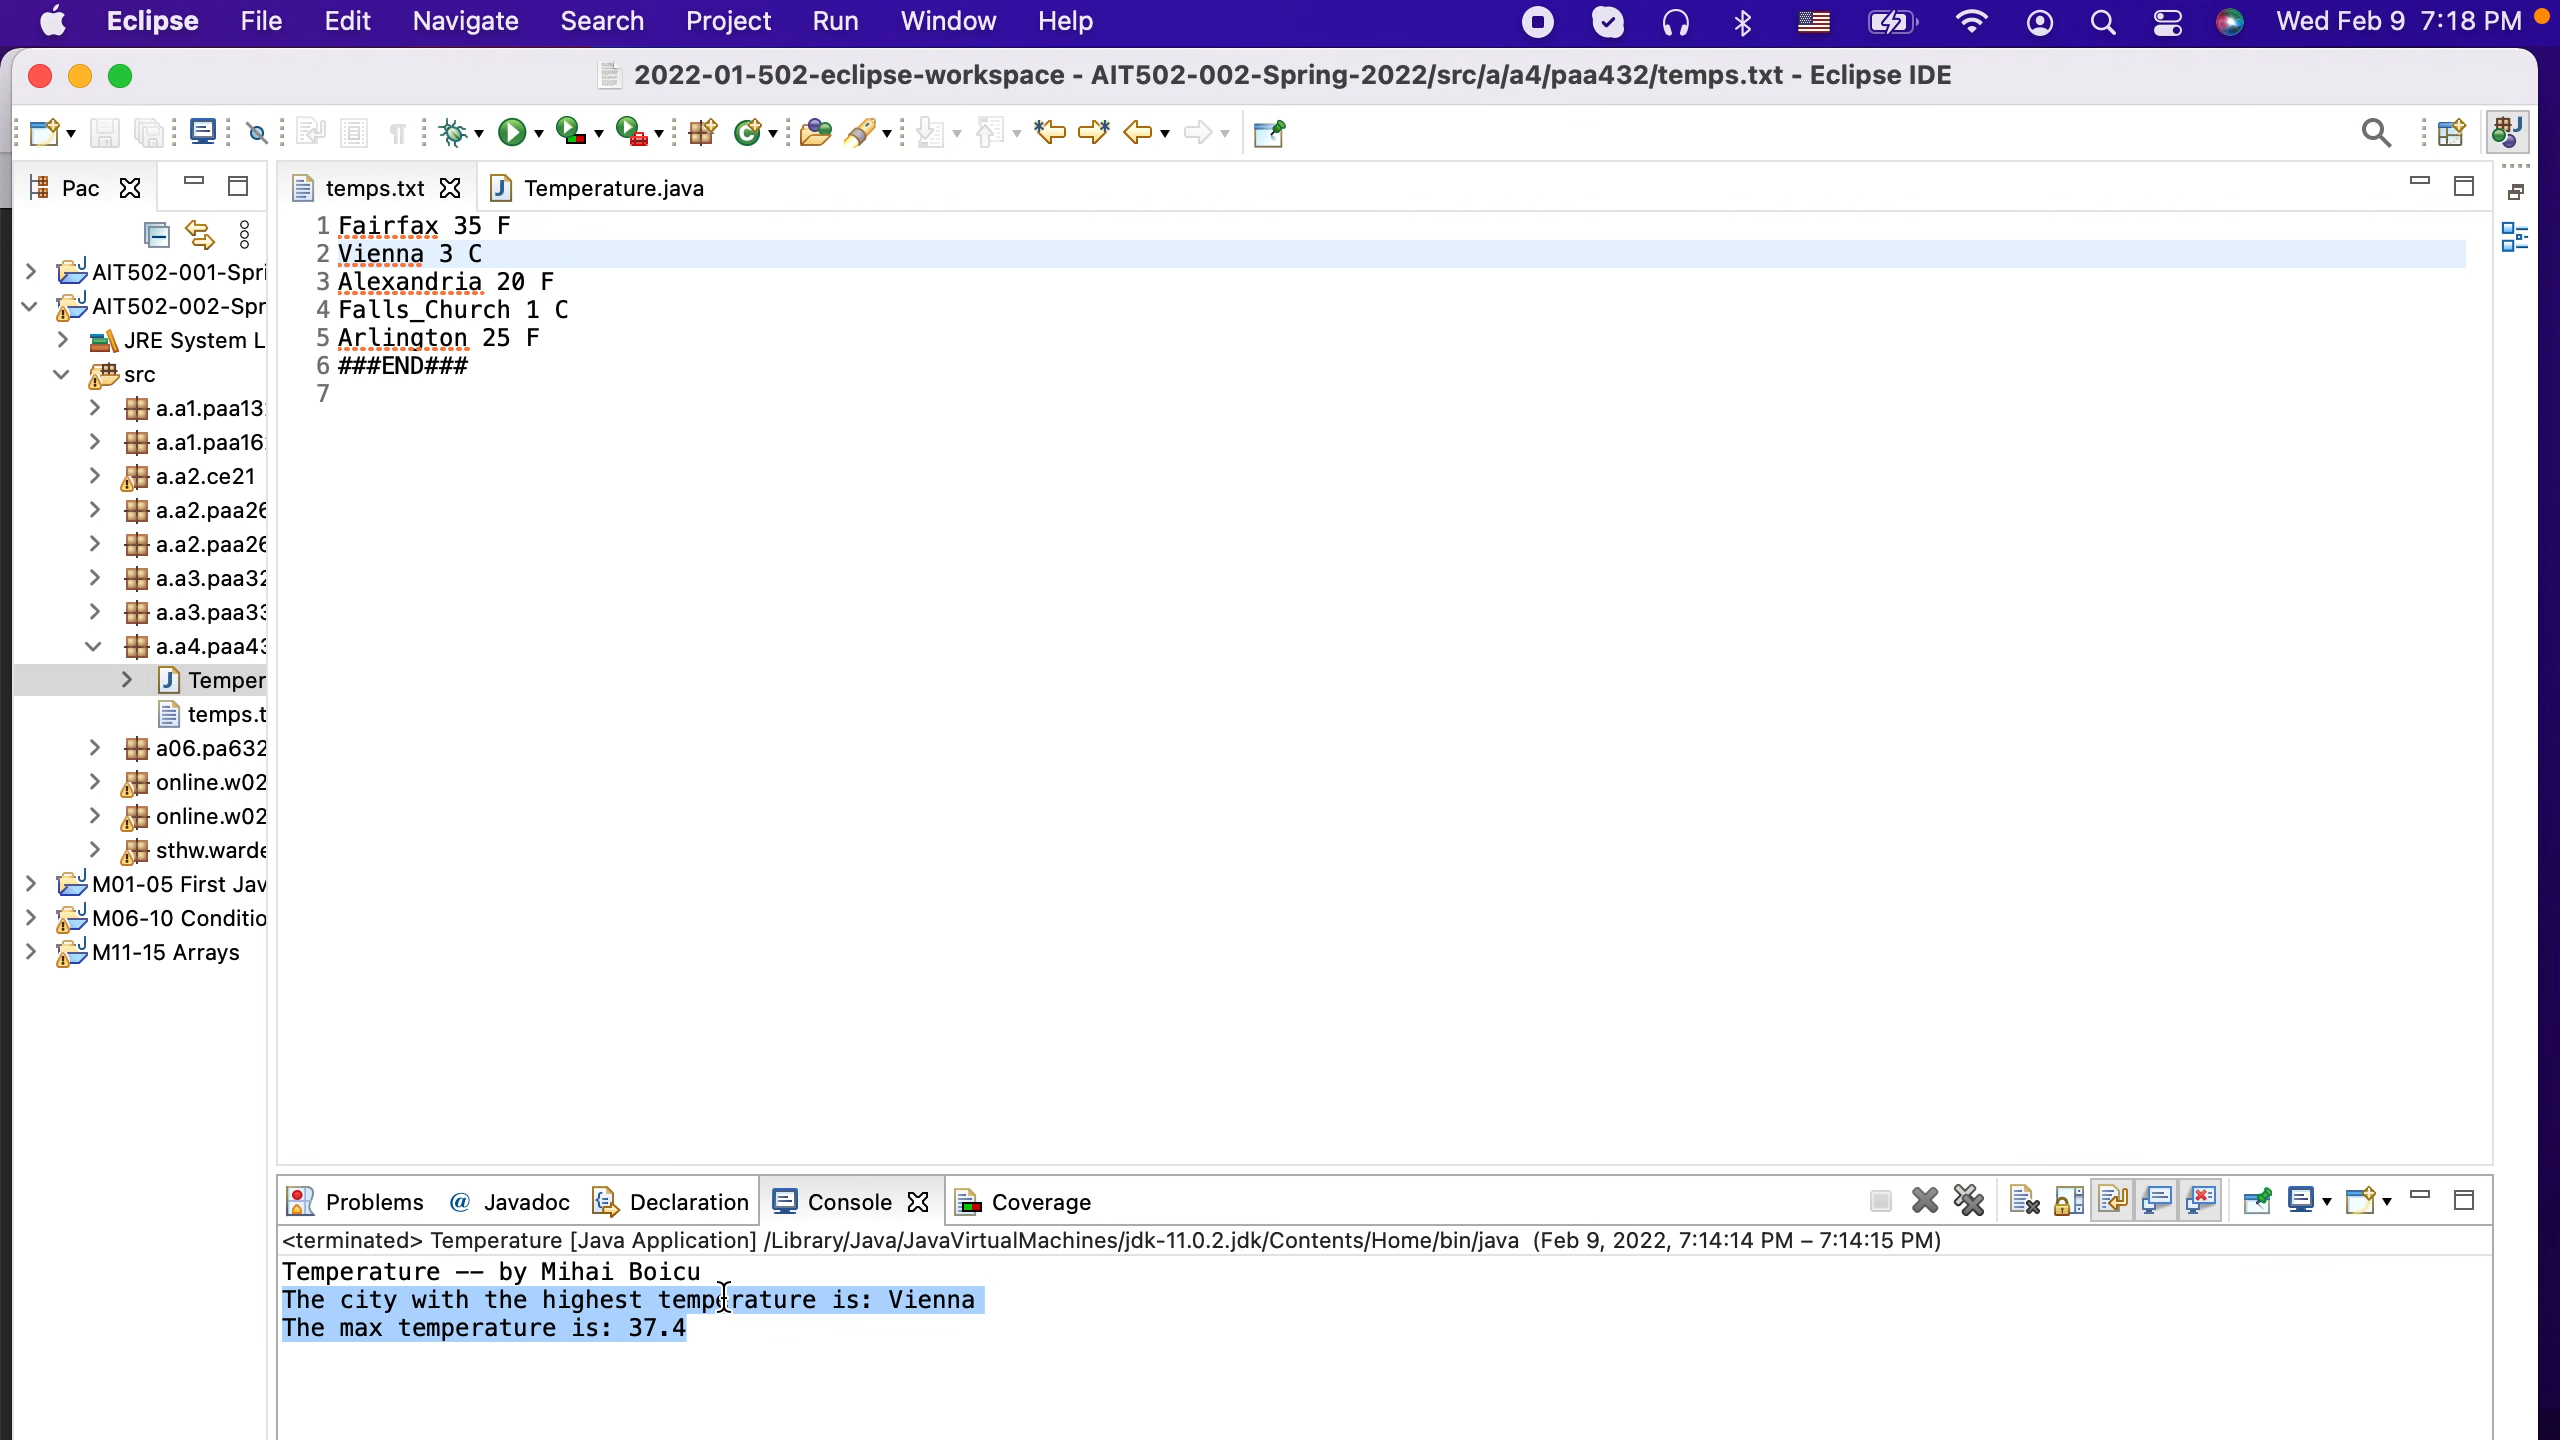 Eclipse File Edit Navigate Search Project Run Window Help Wed Feb 9 7:18 PM
2022-01-502-eclipse-workspace - AIT502-002-Spring-2022/src/a/a4/paa432/temps.txt - Eclipse IDE
Pac
temps.txt Temperature.java
AIT502-001-Spri
AIT502-002-Spr
JRE System L
src
a.a1.paa13
a.a1.paa16
a.a2.ce21
a.a2.paa26
a.a2.paa26
a.a3.paa32
a.a3.paa33
a.a4.paa43
Temper
temps.t
a06.pa632
online.w02
online.w02
sthw.warde
M01-05 First Jav
M06-10 Conditio
M11-15 Arrays
1 Fairfax 35 F
2 Vienna 3 C
3 Alexandria 20 F
4 Falls_Church 1 C
5 Arlington 25 F
6 ###END###
7
Problems @ Javadoc Declaration Console Coverage
<terminated> Temperature [Java Application] /Library/Java/JavaVirtualMachines/jdk-11.0.2.jdk/Contents/Home/bin/java (Feb 9, 2022, 7:14:14 PM – 7:14:15 PM)
Temperature -- by Mihai Boicu
The city with the highest temperature is: Vienna
The max temperature is: 37.4